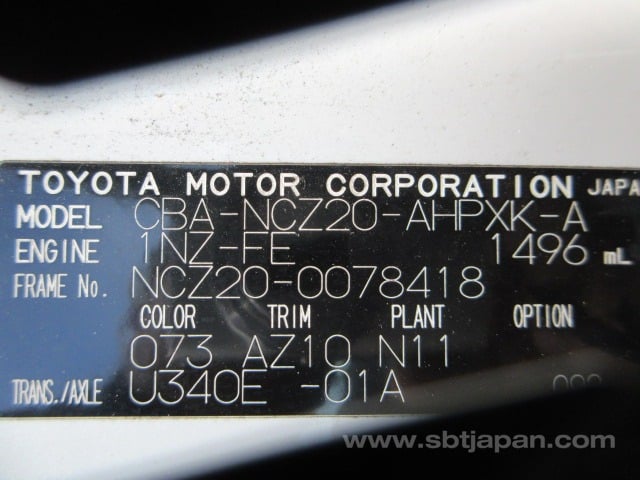 TOYOTA MOTOR CORPORATION JAPA
MODEL CBA-NCZ20-AHPXK-A
ENGINE 1NZ-FE 1496 mL
FRAME No. NCZ20-0078418
COLOR TRIM PLANT OPTION
073 AZ10 N11
TRANS./AXLE U340E -01A
www.sbtjapan.com/